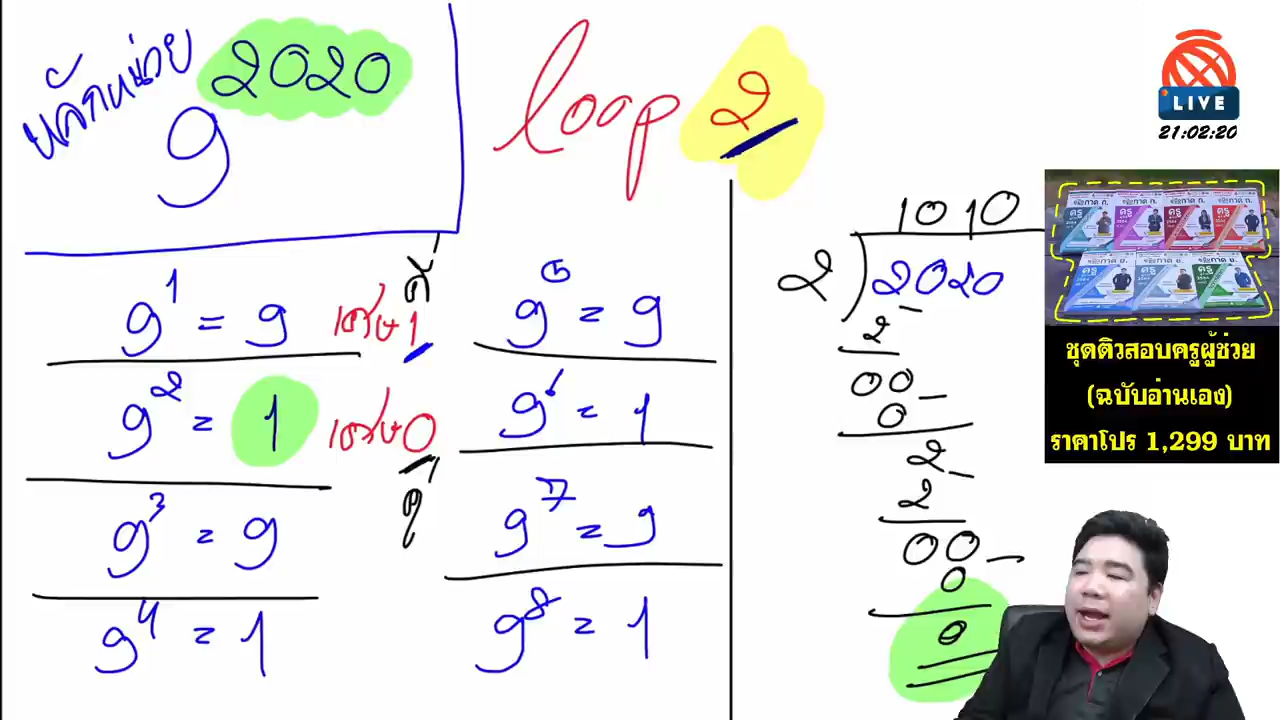 หลักหน่วย
9^2020
loop 2
9^1 = 9 เศษ 1
คี่
9^2 = 1 เศษ 0
คู่
9^3 = 9
9^4 = 1
9^5 = 9
9^6 = 1
9^7 = 9
9^8 = 1
1010
2)2020
2
00
0
2
2
00
0
0
LIVE
21:02:20
ชุดติวสอบครูผู้ช่วย
(ฉบับอ่านเอง)
ราคาโปร 1,299 บาท